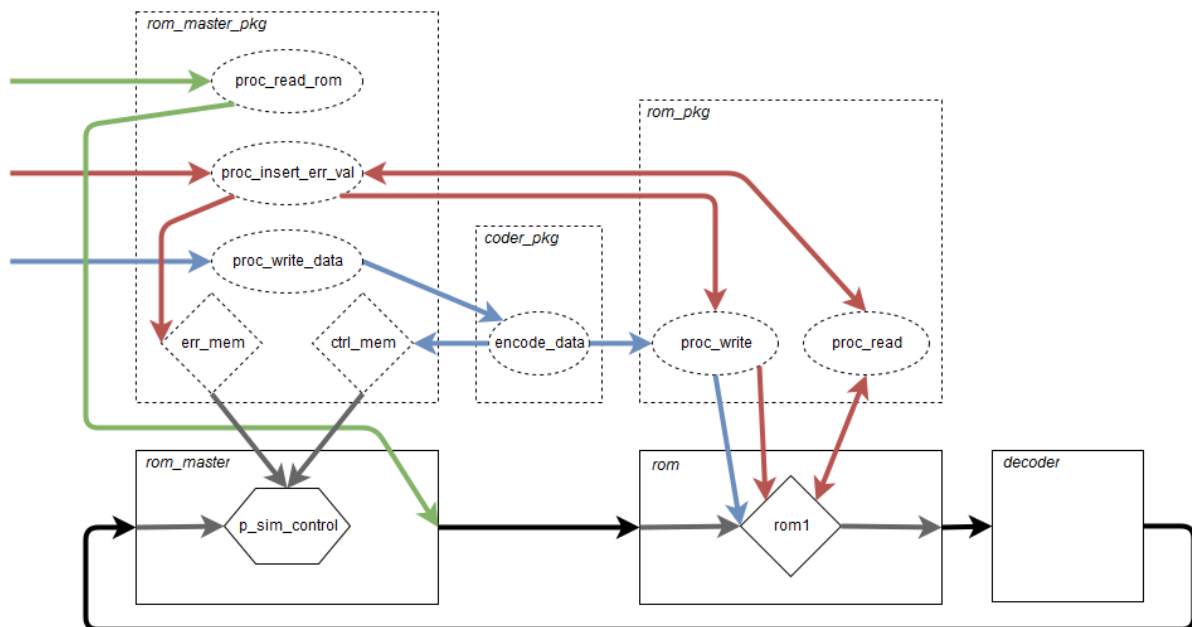 rom_master_pkg
proc_read_rom
rom_pkg
proc_insert_err_val
coder_pkg
proc_write_data
err_mem
ctrl_mem
encode_data
proc_write
proc_read
rom_master
rom
decoder
p_sim_control
rom1